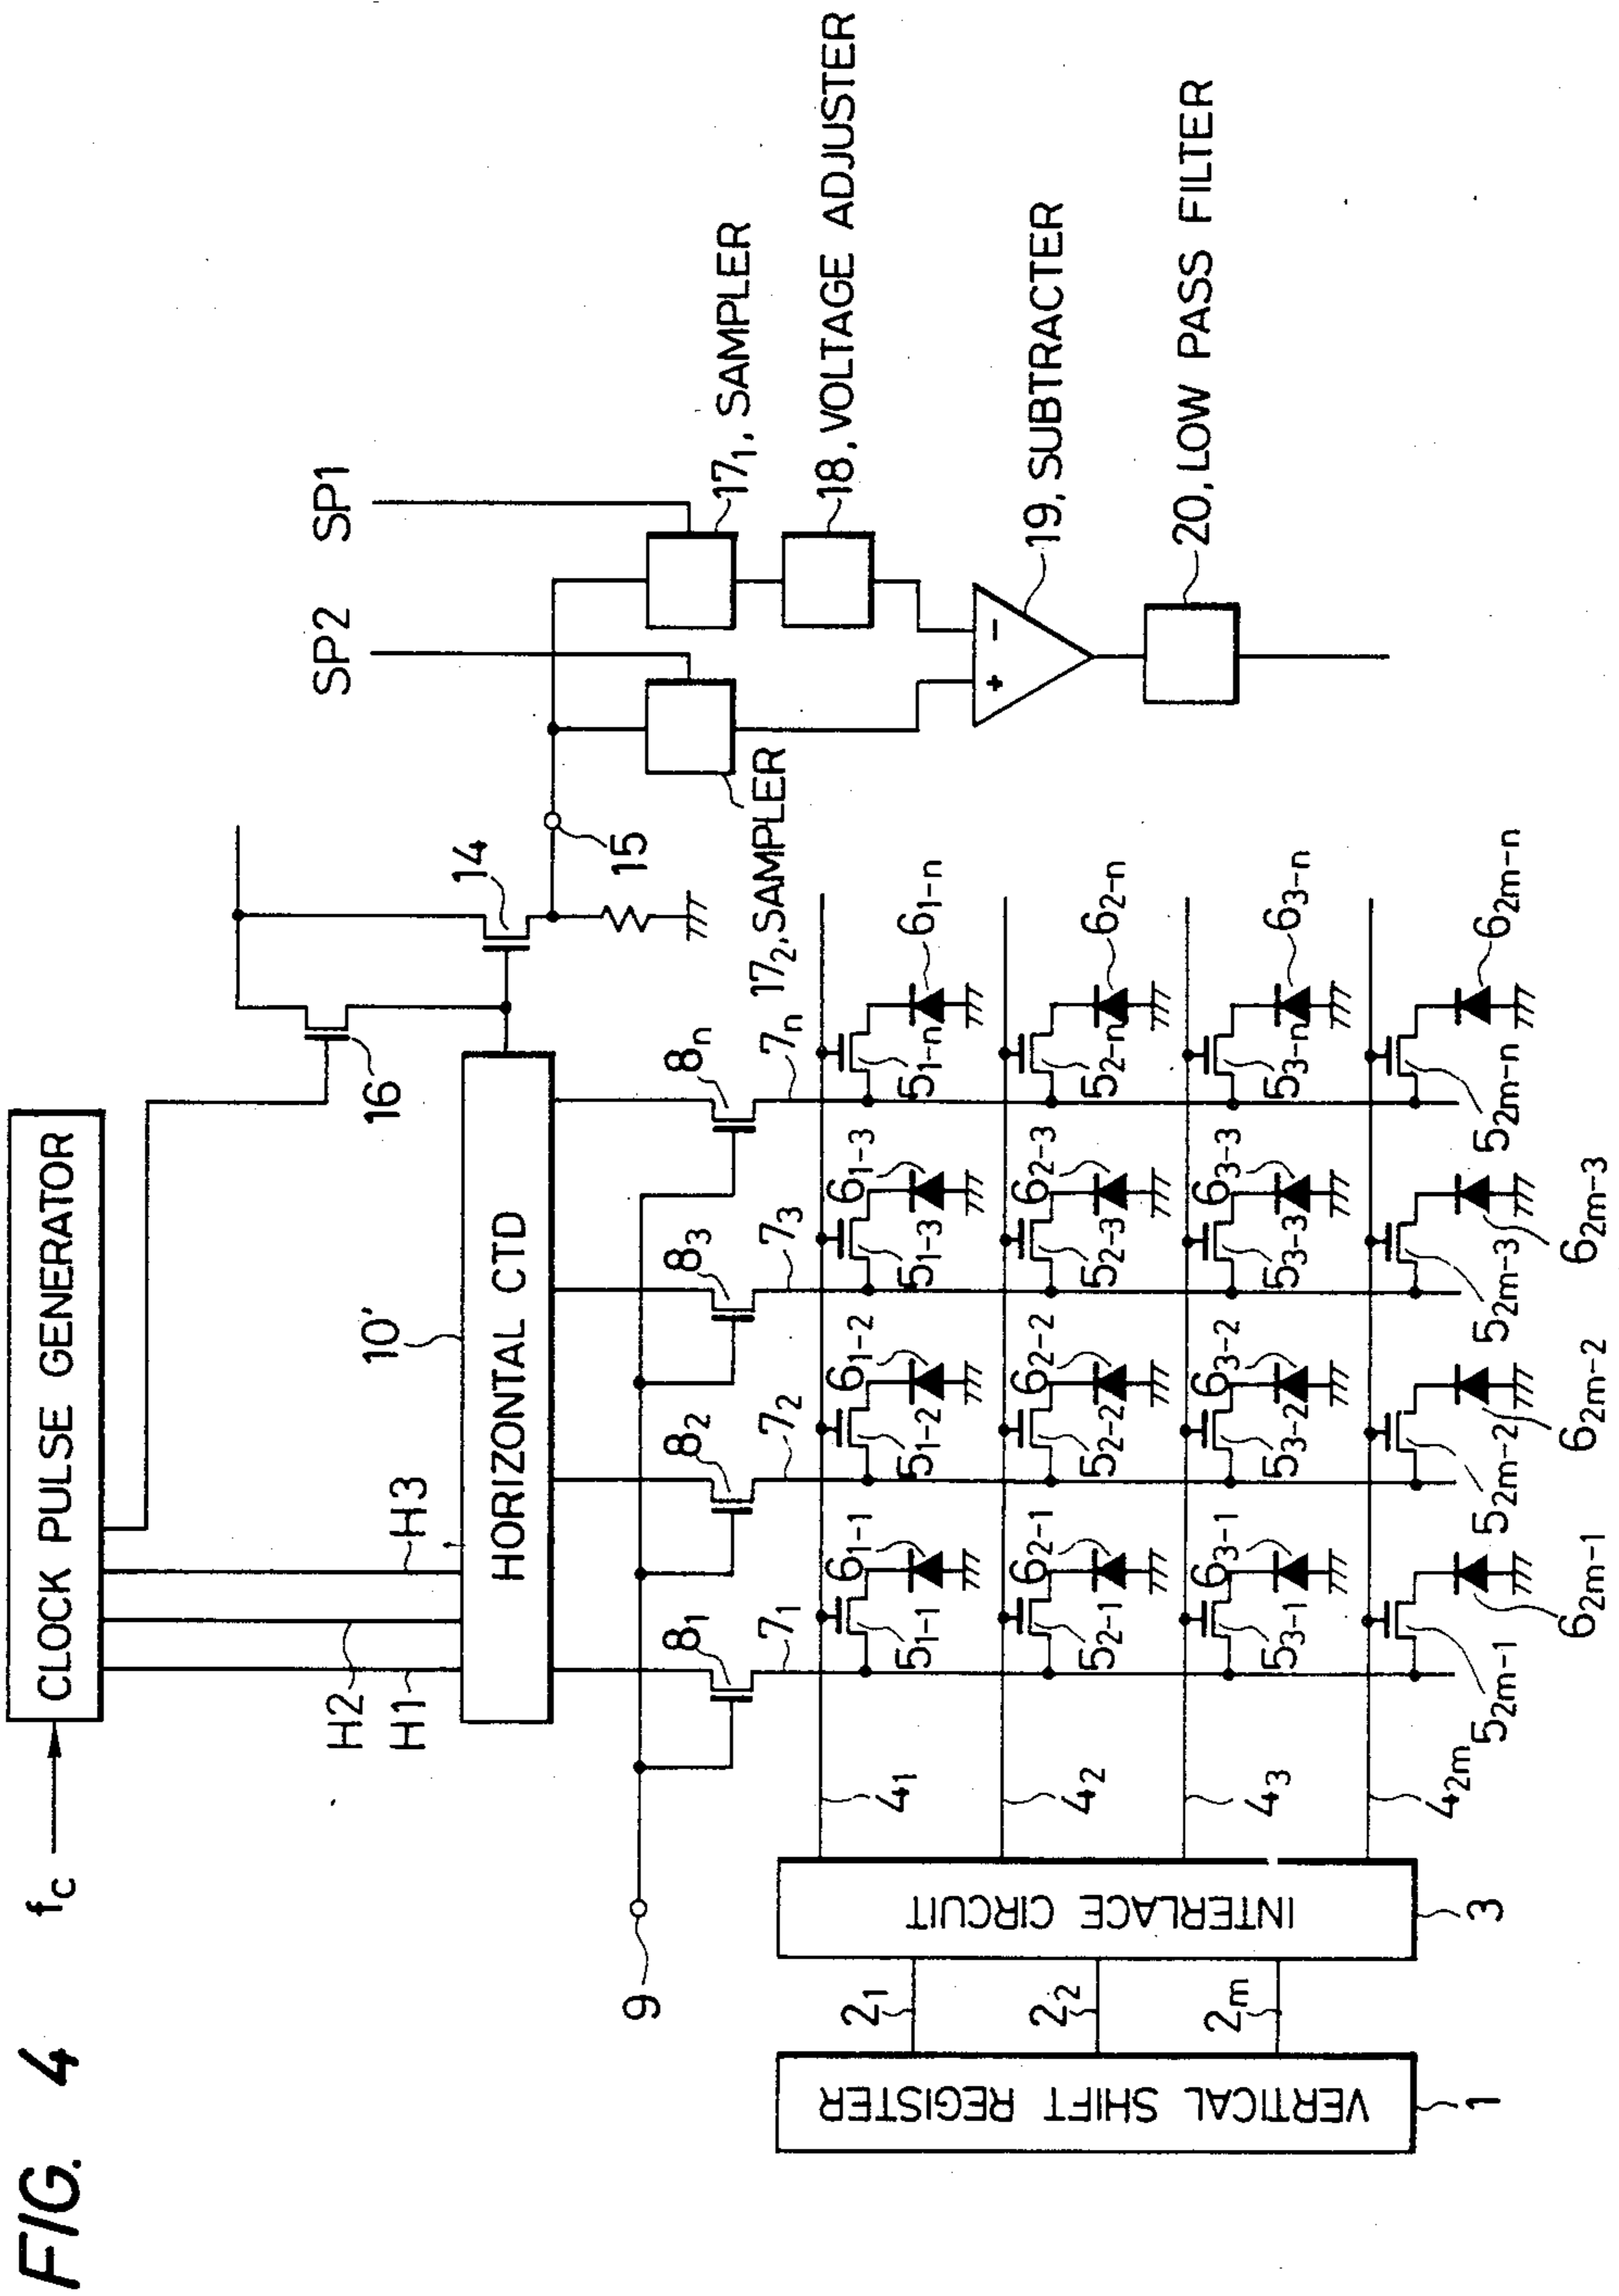 FIG. 4
fC
CLOCK PULSE GENERATOR
H2
H1
H3
10'
HORIZONTAL CTD
16
14
15
SP2
SP1
17₂, SAMPLER
17₁, SAMPLER
18, VOLTAGE ADJUSTER
+
−
19, SUBTRACTER
20, LOW PASS FILTER
9
8₁
8₂
8₃
8n
7₁
7₂
7₃
7n
VERTICAL SHIFT REGISTER
1
2₁
2₂
2m
INTERLACE CIRCUIT
3
4₁
5₁₋₁
6₁₋₁
5₁₋₂
6₁₋₂
5₁₋₃
6₁₋₃
5₁₋n
6₁₋n
4₂
5₂₋₁
6₂₋₁
5₂₋₂
6₂₋₂
5₂₋₃
6₂₋₃
5₂₋n
6₂₋n
4₃
5₃₋₁
6₃₋₁
5₃₋₂
6₃₋₂
5₃₋₃
6₃₋₃
5₃₋n
6₃₋n
4₂m
5₂m₋₁
6₂m₋₁
5₂m₋₂
6₂m₋₂
5₂m₋₃
6₂m₋₃
5₂m₋n
6₂m₋n